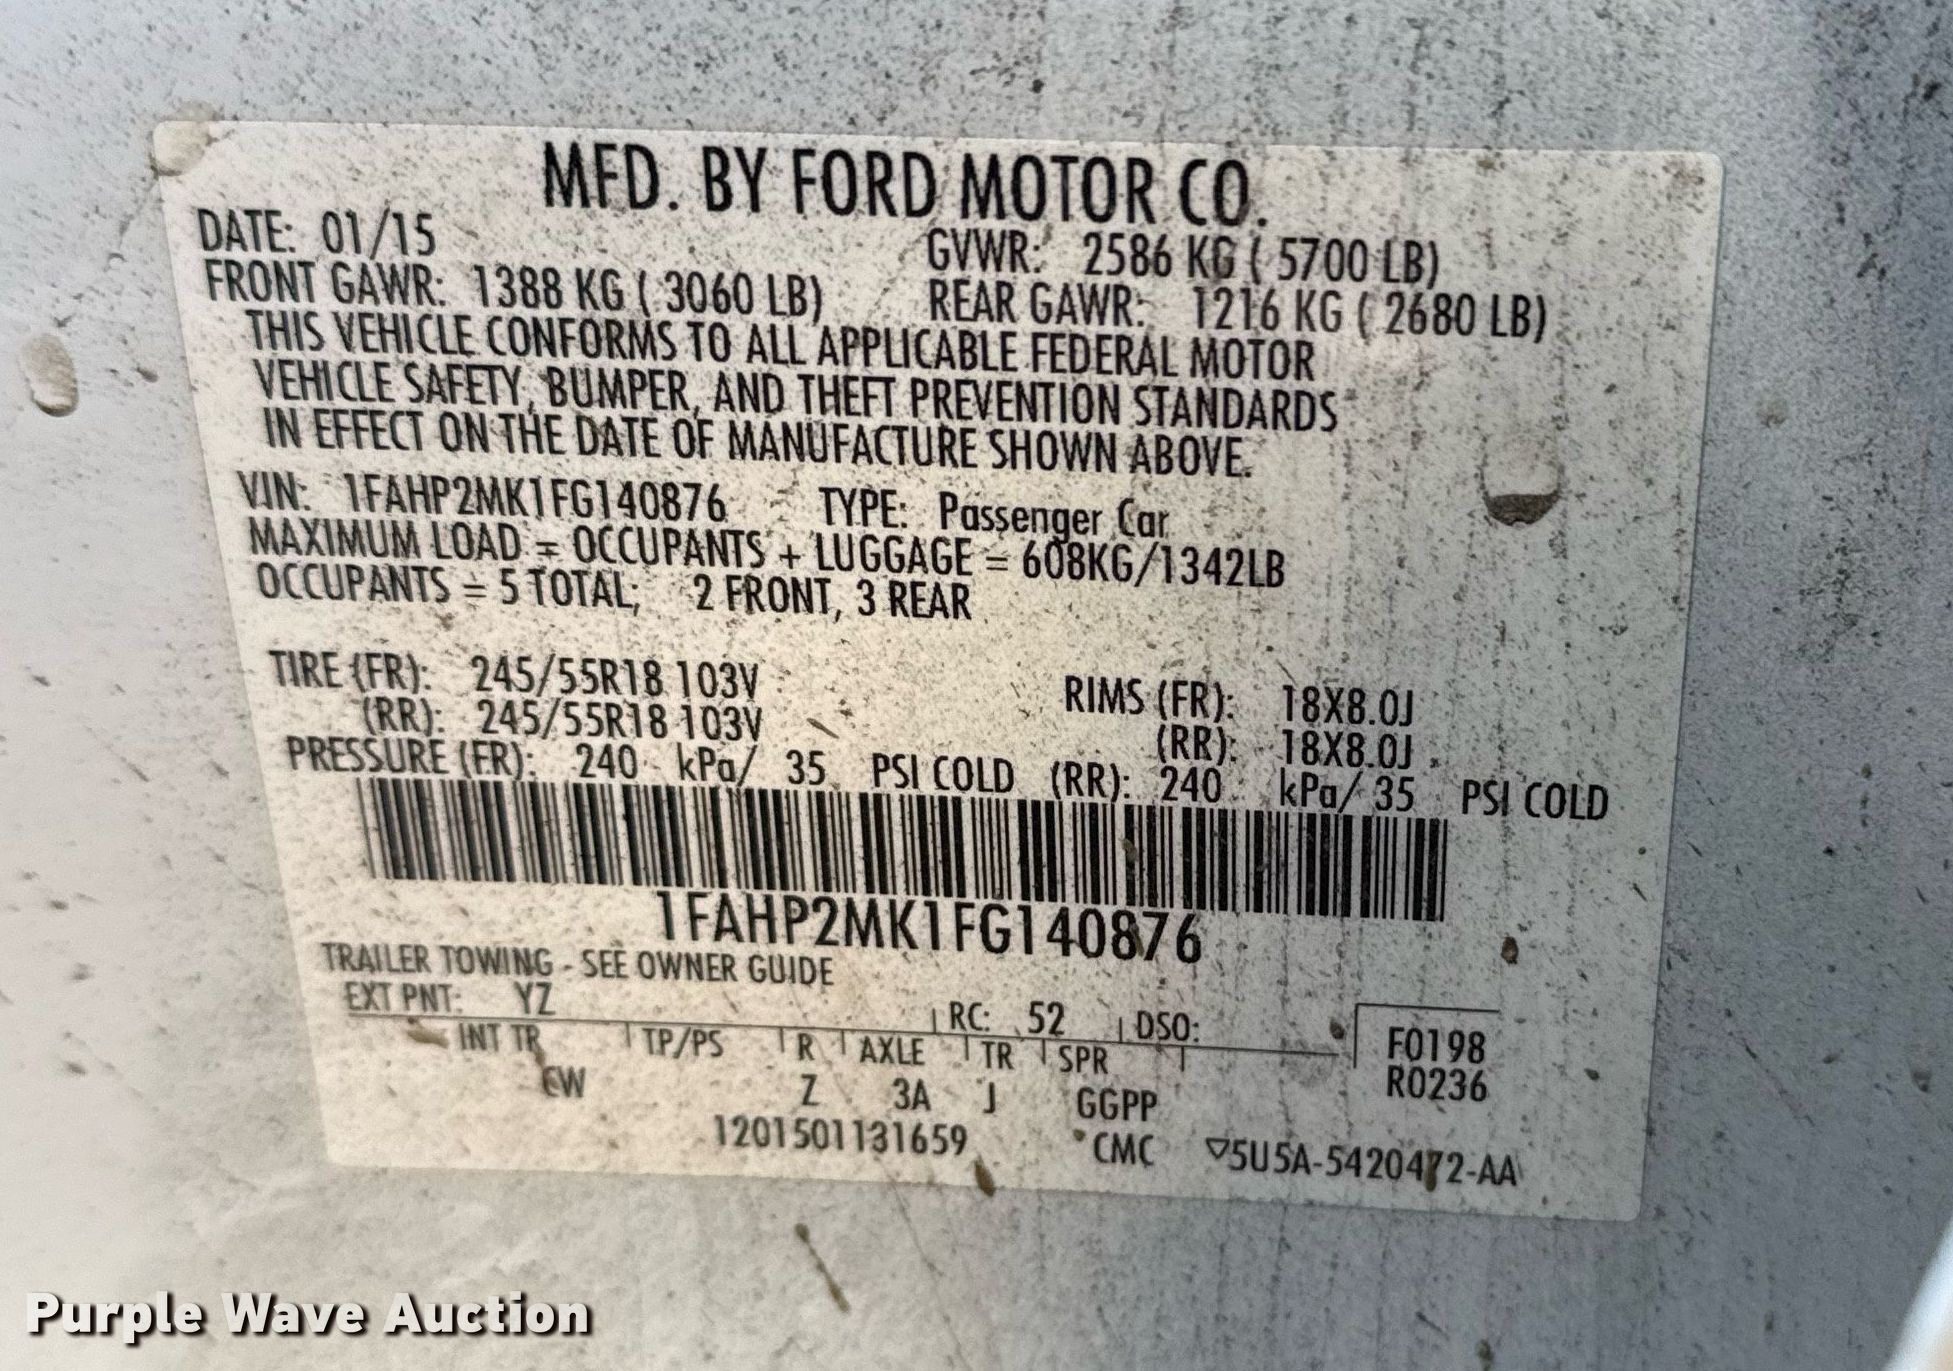 MFD. BY FORD MOTOR CO.
DATE: 01/15 GVWR: 2586 KG ( 5700 LB)
FRONT GAWR: 1388 KG ( 3060 LB) REAR GAWR: 1216 KG ( 2680 LB)
THIS VEHICLE CONFORMS TO ALL APPLICABLE FEDERAL MOTOR
VEHICLE SAFETY, BUMPER, AND THEFT PREVENTION STANDARDS
IN EFFECT ON THE DATE OF MANUFACTURE SHOWN ABOVE.
VIN: 1FAHP2MK1FG140876 TYPE: Passenger Car
MAXIMUM LOAD = OCCUPANTS + LUGGAGE = 608KG/1342LB
OCCUPANTS = 5 TOTAL; 2 FRONT, 3 REAR
TIRE (FR): 245/55R18 103V RIMS (FR): 18X8.0J
(RR): 245/55R18 103V (RR): 18X8.0J
PRESSURE (FR): 240 kPa/ 35 PSI COLD (RR): 240 kPa/ 35 PSI COLD
1FAHP2MK1FG140876
TRAILER TOWING - SEE OWNER GUIDE
EXT PNT: YZ RC: 52 DSO:
INT TR TP/PS R AXLE TR SPR F0198
CW Z 3A J GGPP R0236
1201501131659 CMC ▽5U5A-5420472-AA
Purple Wave Auction